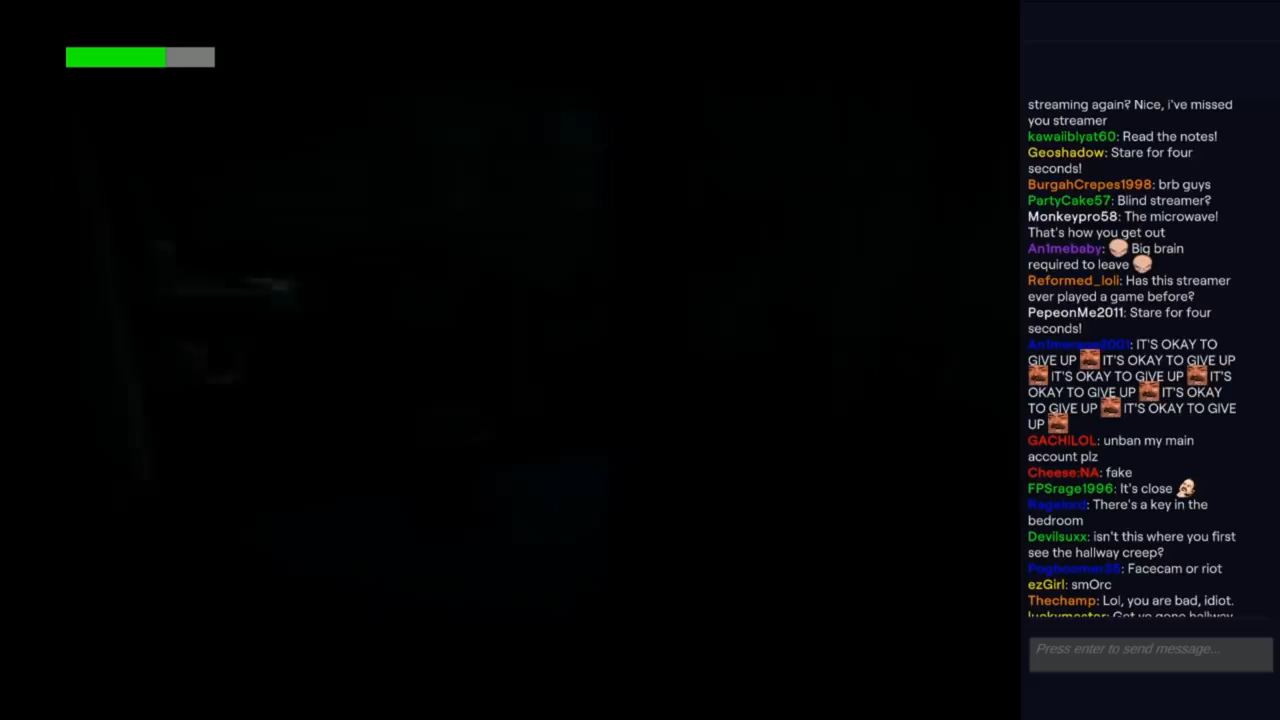 streaming again? Nice, i've missed
you streamer
kawaiiblyat60: Read the notes!
Geoshadow: Stare for four
seconds!
BurgahCrepes1998: brb guys
PartyCake57: Blind streamer?
Monkeypro58: The microwave!
That's how you get out
An1mebaby: Big brain
required to leave
Reformed_loli: Has this streamer
ever played a game before?
PepeonMe2011: Stare for four
seconds!
IT'S OKAY TO
GIVE UP IT'S OKAY TO GIVE UP
IT'S OKAY TO GIVE UP IT'S
OKAY TO GIVE UP IT'S OKAY
TO GIVE UP IT'S OKAY TO GIVE
UP
GACHILOL: unban my main
account plz
Cheese:NA: fake
FPSrage1996: It's close
Ragelord: There's a key in the
bedroom
Devilsuxx: isn't this where you first
see the hallway creep?
Pogboomer35: Facecam or riot
ezGirl: smOrc
Thechamp: Lol, you are bad, idiot.
Press enter to send message...